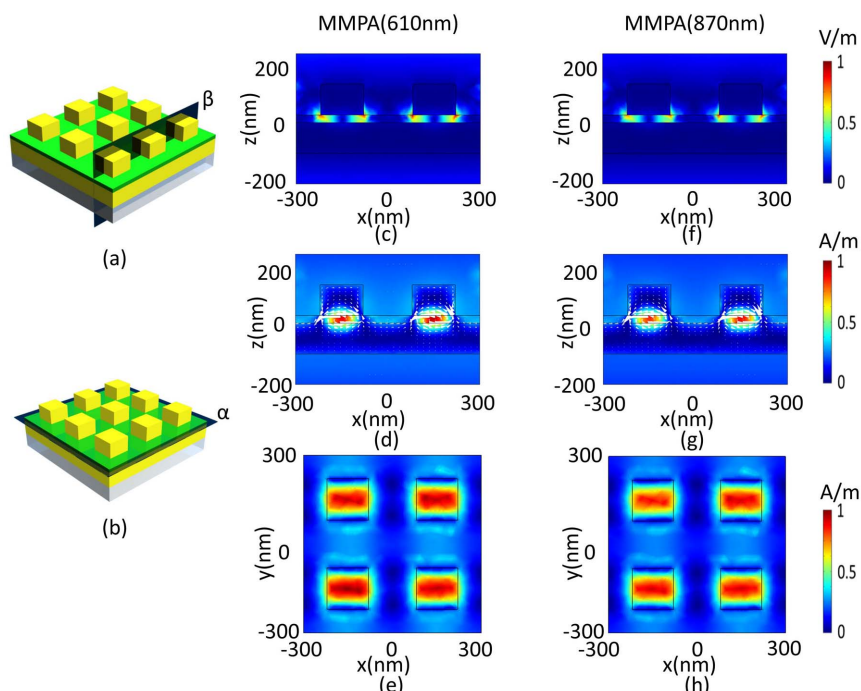 MMPA(610nm)
MMPA(870nm)
V/m
β
(a)
z(nm)
200
0
-200
-300
0
300
x(nm)
(c)
z(nm)
200
0
-200
-300
0
300
x(nm)
(f)
1
0.5
0
A/m
z(nm)
200
0
-200
-300
0
300
x(nm)
(d)
z(nm)
200
0
-200
-300
0
300
x(nm)
(g)
1
0.5
0
α
(b)
y(nm)
300
0
-300
-300
0
300
x(nm)
(e)
y(nm)
300
0
-300
-300
0
300
x(nm)
(h)
A/m
1
0.5
0